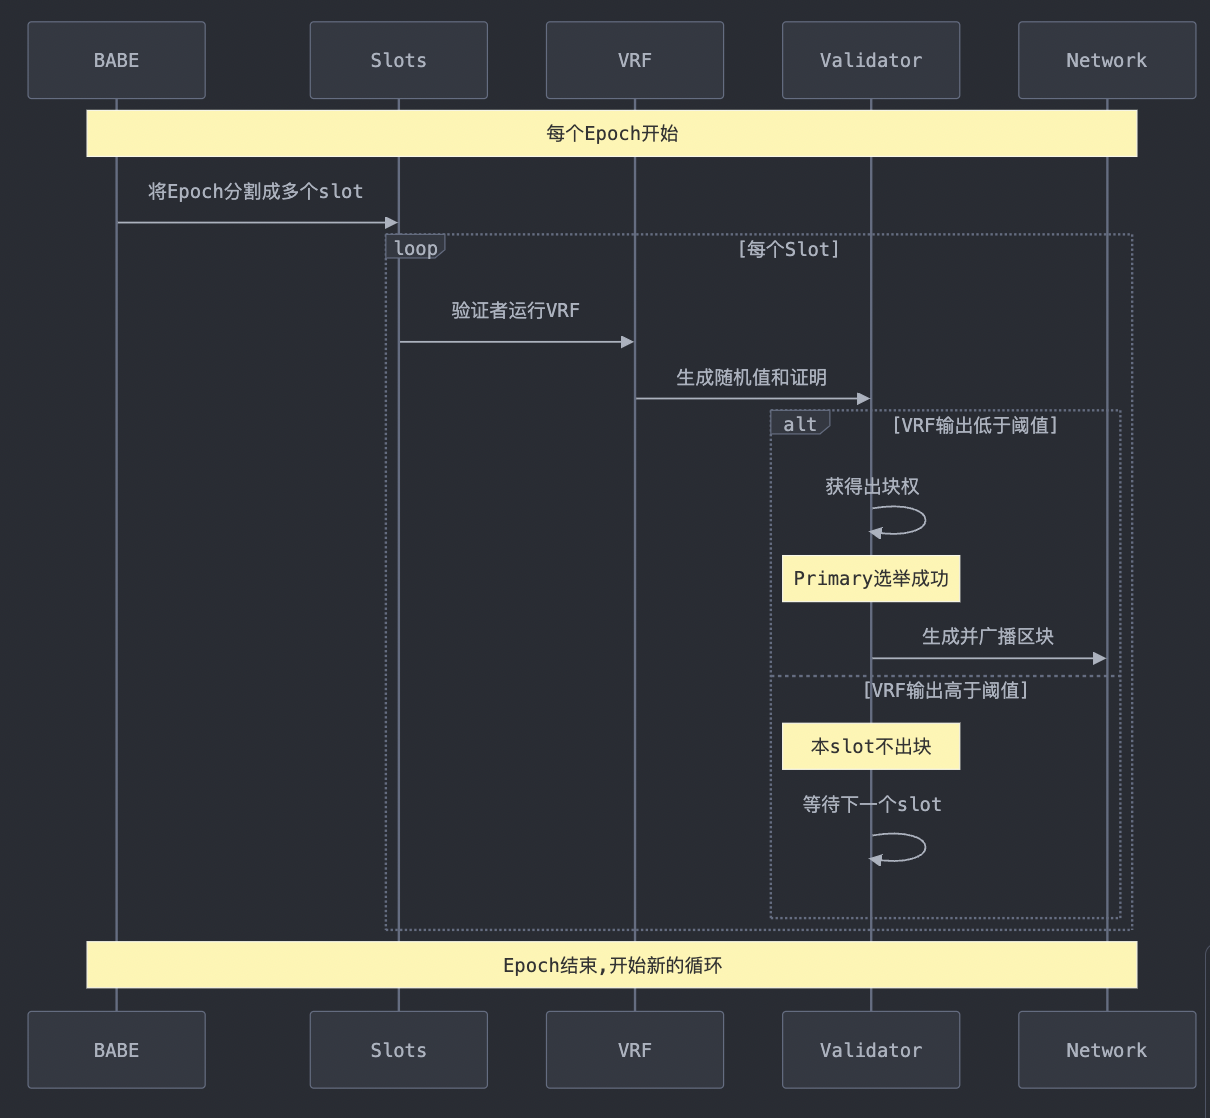 BABE
Slots
VRF
Validator
Network
每个Epoch开始
将Epoch分割成多个slot
loop
[每个Slot]
验证者运行VRF
生成随机值和证明
alt
[VRF输出低于阈值]
获得出块权
Primary选举成功
生成并广播区块
[VRF输出高于阈值]
本slot不出块
等待下一个slot
Epoch结束,开始新的循环
BABE
Slots
VRF
Validator
Network